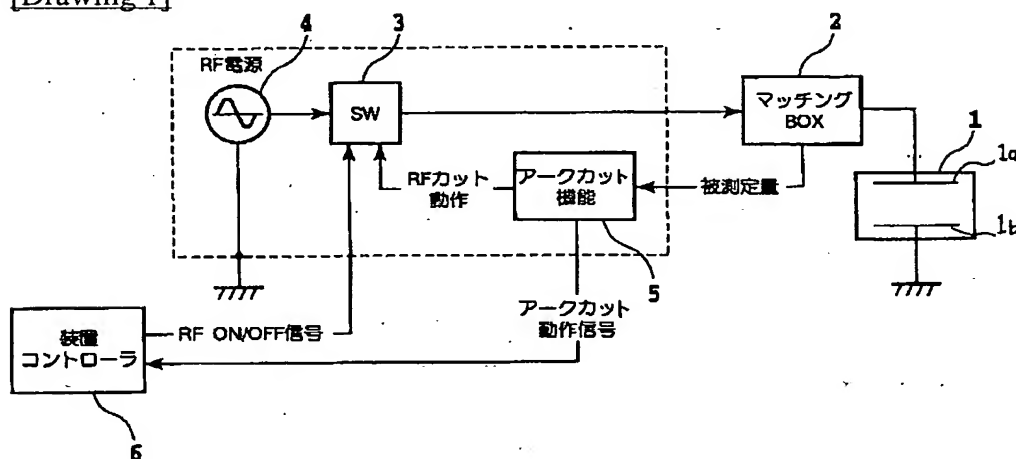 [Drawing 1]
4
3
2
RF電源
SW
マッチング
BOX
1
1a
RFカット
動作
アークカット
機能
被測定量
1b
5
アークカット
動作信号
装置
コントローラ
RF ON/OFF信号
6